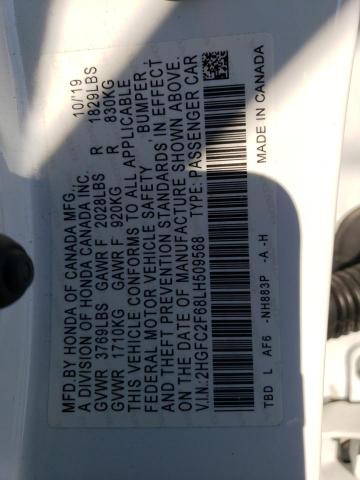 MFD.BY HONDA OF CANADA MFG., 10/'19
A DIVISION OF HONDA CANADA INC.
GVWR 3769LBS GAWR F 2028LBS R 1829LBS
GVWR 1710KG GAWR F 920KG R 830KG
THIS VEHICLE CONFORMS TO ALL APPLICABLE
FEDERAL MOTOR VEHICLE SAFETY, BUMPER,
AND THEFT PREVENTION STANDARDS IN EFFECT
ON THE DATE OF MANUFACTURE SHOWN ABOVE.
V.I.N.:2HGFC2F68LH509568 TYPE:PASSENGER CAR
TBD L AF6 -NH883P -A -H MADE IN CANADA